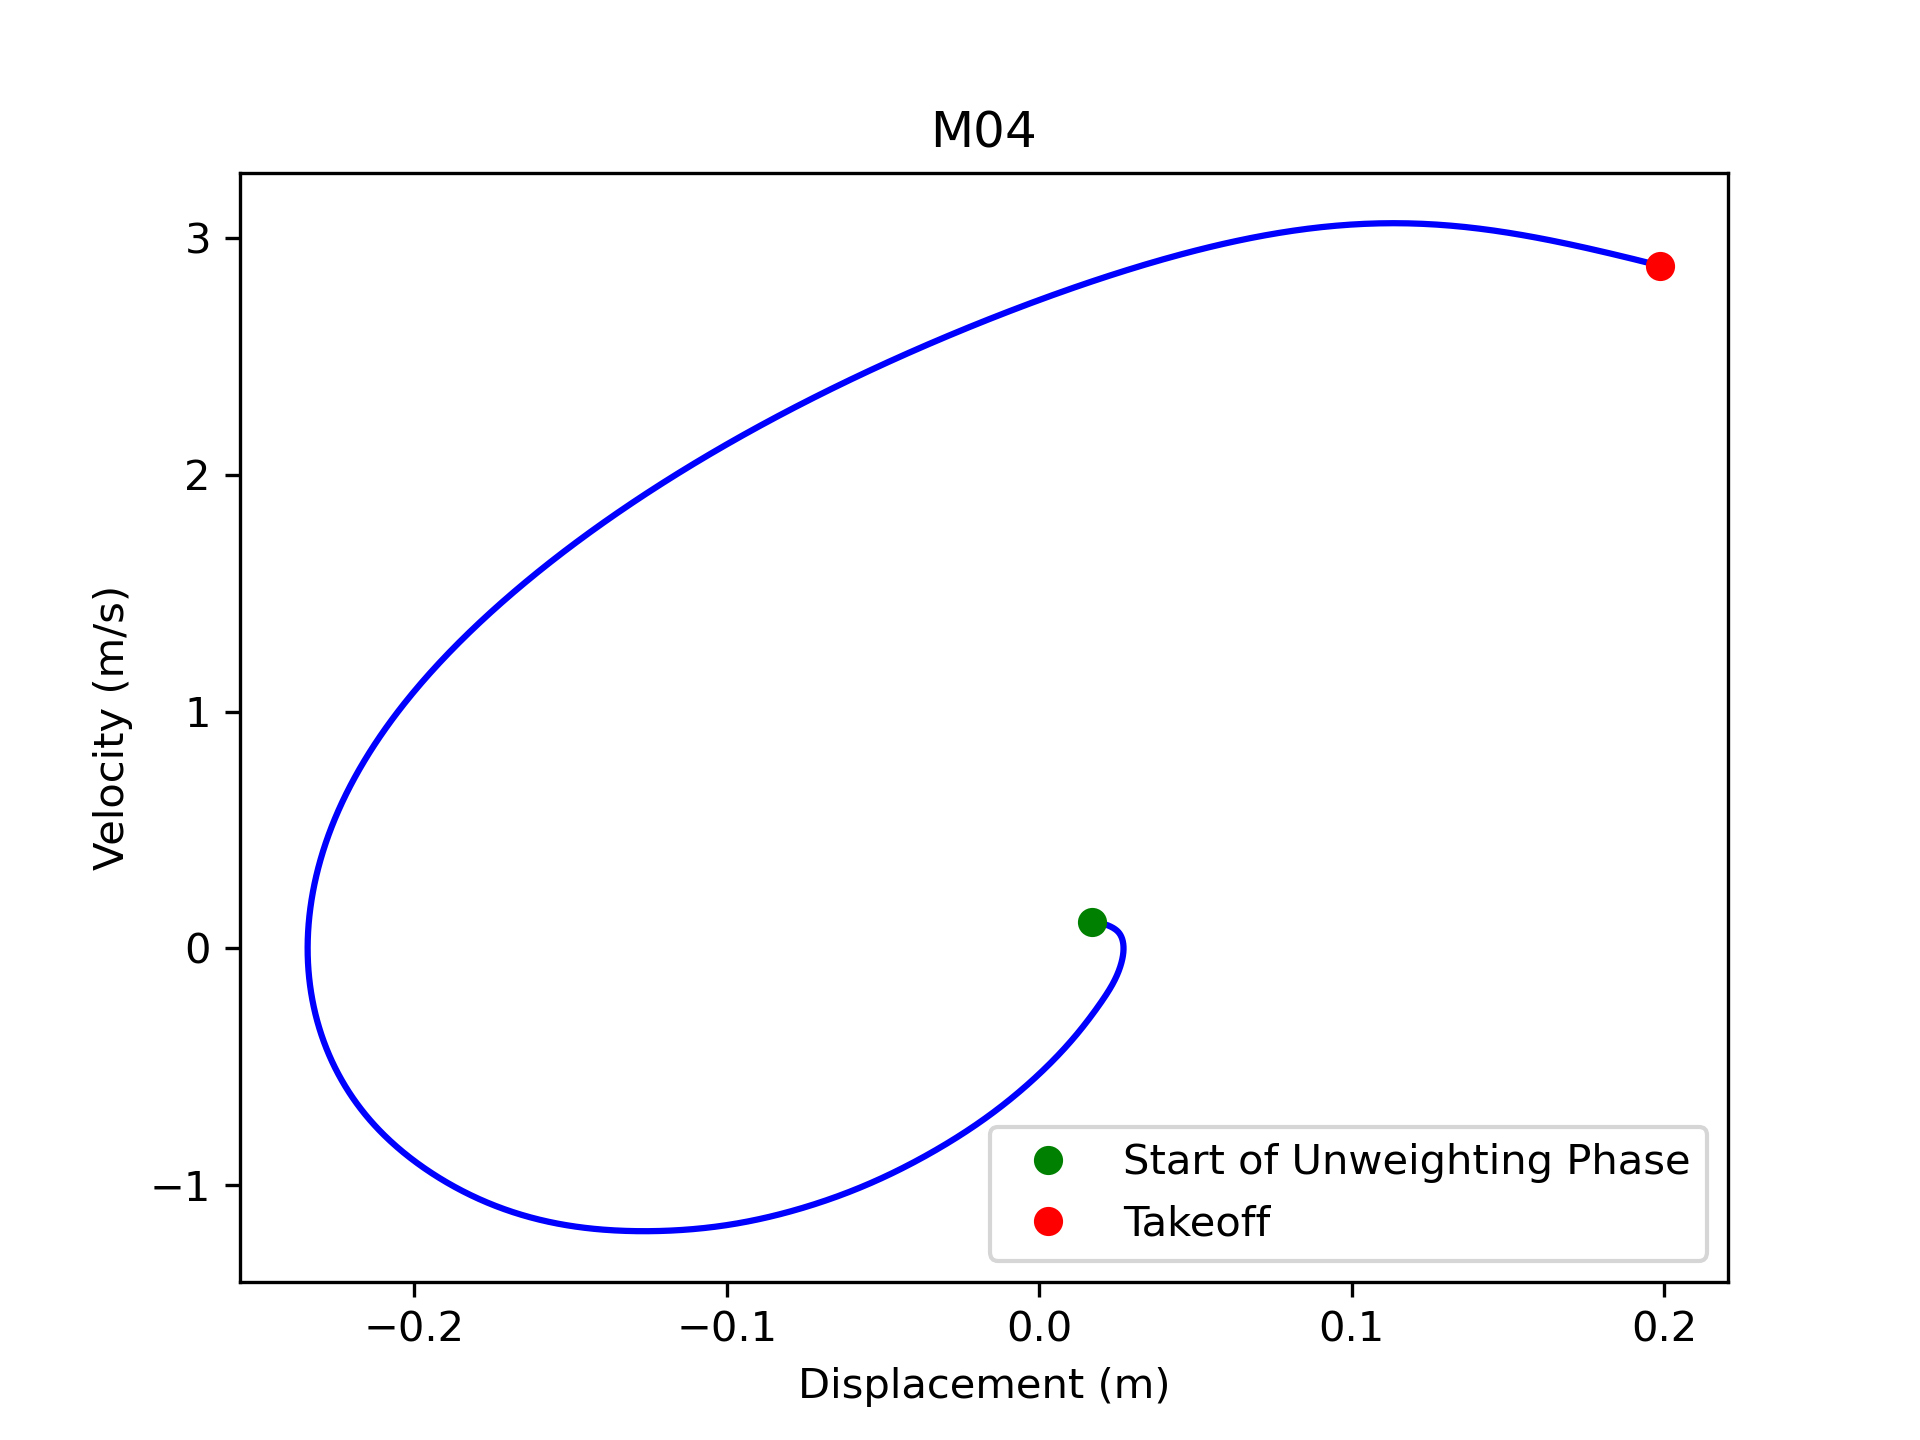 M04
3
2
1
0
−1
Velocity (m/s)
Start of Unweighting Phase
Takeoff
−0.2
−0.1
0.0
0.1
0.2
Displacement (m)